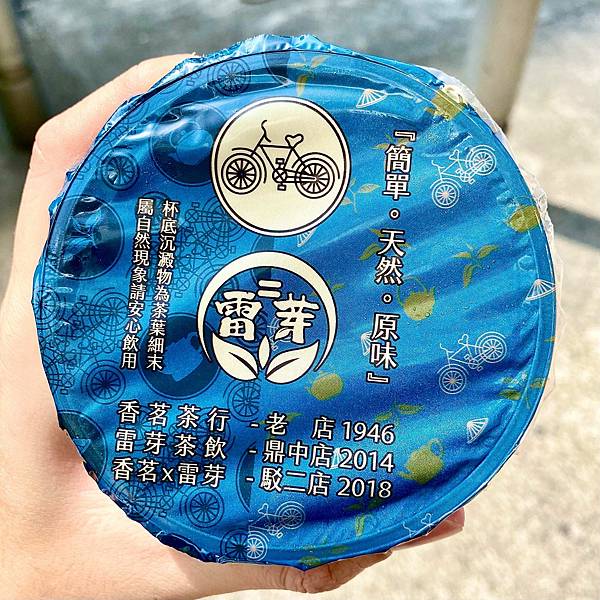 『簡單。天然。原味』
杯底沉澱物為茶葉細末
屬自然現象請安心飲用
雷二芽
香茗茶行 - 老 店 1946
雷芽茶飲 - 鼎中店 2014
香茗x雷芽 - 駁二店 2018